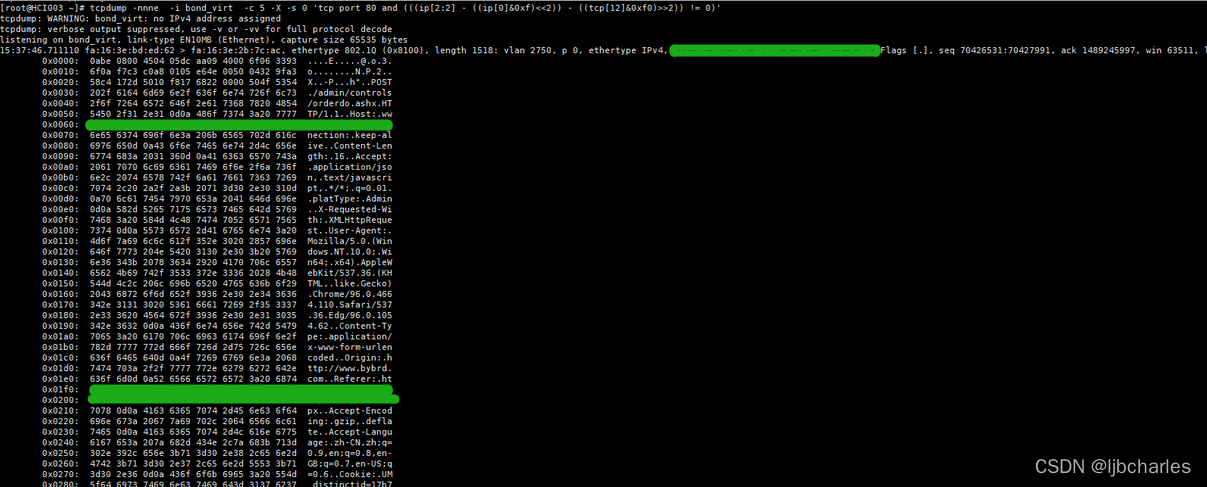 [root@HCI003 ~]# tcpdump -nnne  -i bond_virt  -c 5 -X -s 0 'tcp port 80 and (((ip[2:2] - ((ip[0]&0xf)<<2)) - ((tcp[12]&0xf0)>>2)) != 0)'
tcpdump: WARNING: bond_virt: no IPv4 address assigned
tcpdump: verbose output suppressed, use -v or -vv for full protocol decode
listening on bond_virt, link-type EN10MB (Ethernet), capture size 65535 bytes
15:37:46.711110 fa:16:3e:bd:ed:62 > fa:16:3e:2b:7c:ac, ethertype 802.1Q (0x8100), length 1518: vlan 2750, p 0, ethertype IPv4, Flags [.], seq 70426531:70427991, ack 1489245997, win 63511, l
0x0000:  0abe 0800 4504 05dc aa09 4000 6f06 3393  ....E.....@.o.3.
0x0010:  6f0a f7c3 c0a8 0105 e64e 0050 0432 9fa3  o........N.P.2..
0x0020:  58c4 172d 5010 f817 6822 0000 504f 5354  X..-P...h"..POST
0x0030:  202f 6164 6d69 6e2f 636f 6e74 726f 6c73  ./admin/controls
0x0040:  2f6f 7264 6572 646f 2e61 7368 7820 4854  /orderdo.ashx.HT
0x0050:  5450 2f31 2e31 0d0a 486f 7374 3a20 7777  TP/1.1..Host:.ww
0x0060:
0x0070:  6e65 6374 696f 6e3a 206b 6565 702d 616c  nection:.keep-al
0x0080:  6976 650d 0a43 6f6e 7465 6e74 2d4c 656e  ive..Content-Len
0x0090:  6774 683a 2031 360d 0a41 6363 6570 743a  gth:.16..Accept:
0x00a0:  2061 7070 6c69 6361 7469 6f6e 2f6a 736f  .application/jso
0x00b0:  6e2c 2074 6578 742f 6a61 7661 7363 7269  n,.text/javascri
0x00c0:  7074 2c20 2a2f 2a3b 2071 3d30 2e30 310d  pt,.*/*;.q=0.01.
0x00d0:  0a70 6c61 7454 7970 653a 2041 646d 696e  .platType:.Admin
0x00e0:  0d0a 582d 5265 7175 6573 7465 642d 5769  ..X-Requested-Wi
0x00f0:  7468 3a20 584d 4c48 7474 7052 6571 7565  th:.XMLHttpReque
0x0100:  7374 0d0a 5573 6572 2d41 6765 6e74 3a20  st..User-Agent:.
0x0110:  4d6f 7a69 6c6c 612f 352e 3020 2857 696e  Mozilla/5.0.(Win
0x0120:  646f 7773 204e 5420 3130 2e30 3b20 5769  dows.NT.10.0;.Wi
0x0130:  6e36 343b 2078 3634 2920 4170 706c 6557  n64;.x64).AppleW
0x0140:  6562 4b69 742f 3533 372e 3336 2028 4b48  ebKit/537.36.(KH
0x0150:  544d 4c2c 206c 696b 6520 4765 636b 6f29  TML,.like.Gecko)
0x0160:  2043 6872 6f6d 652f 3936 2e30 2e34 3636  .Chrome/96.0.466
0x0170:  342e 3131 3020 5361 6661 7269 2f35 3337  4.110.Safari/537
0x0180:  2e33 3620 4564 672f 3936 2e30 2e31 3035  .36.Edg/96.0.105
0x0190:  342e 3632 0d0a 436f 6e74 656e 742d 5479  4.62..Content-Ty
0x01a0:  7065 3a20 6170 706c 6963 6174 696f 6e2f  pe:.application/
0x01b0:  782d 7777 772d 666f 726d 2d75 726c 656e  x-www-form-urlen
0x01c0:  636f 6465 640d 0a4f 7269 6769 6e3a 2068  coded..Origin:.h
0x01d0:  7474 703a 2f2f 7777 772e 6279 6272 642e  ttp://www.bybrd.
0x01e0:  636f 6d0d 0a52 6566 6572 6572 3a20 6874  com..Referer:.ht
0x01f0:
0x0200:
0x0210:  7078 0d0a 4163 6365 7074 2d45 6e63 6f64  px..Accept-Encod
0x0220:  696e 673a 2067 7a69 702c 2064 6566 6c61  ing:.gzip,.defla
0x0230:  7465 0d0a 4163 6365 7074 2d4c 616e 6775  te..Accept-Langu
0x0240:  6167 653a 207a 682d 434e 2c7a 683b 713d  age:.zh-CN,zh;q=
0x0250:  302e 392c 656e 3b71 3d30 2e38 2c65 6e2d  0.9,en;q=0.8,en-
0x0260:  4742 3b71 3d30 2e37 2c65 6e2d 5553 3b71  GB;q=0.7,en-US;q
0x0270:  3d30 2e36 0d0a 436f 6f6b 6965 3a20 554d  =0.6..Cookie:.UM
0x0280:  5f64 6973 7469 6e63 7469 643d 3137 6237  _distinctid=17b7
CSDN @ljbcharles